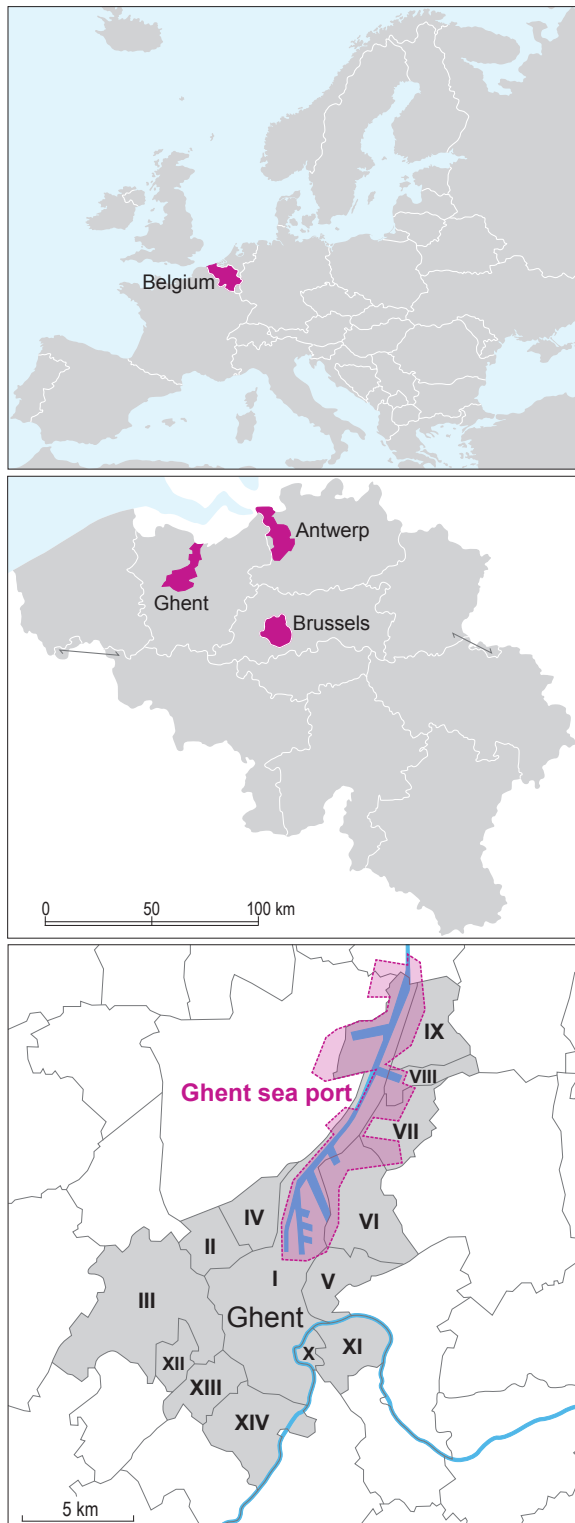 Belgium
Antwerp
Ghent
Brussels
0 50 100 km
IX
VIII
Ghent sea port
VII
IV
VI
II
I
V
III
Ghent
X
XI
XII
XIII
XIV
5 km